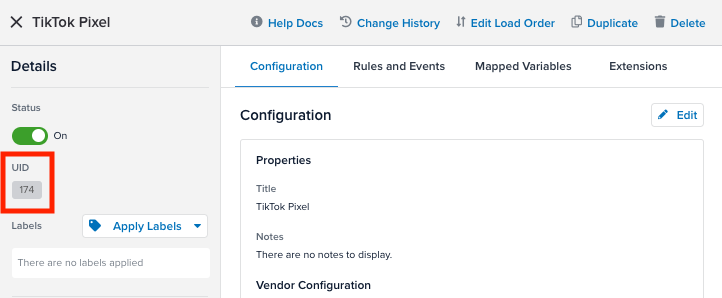 TikTok Pixel
Help Docs
Change History
Edit Load Order
Duplicate
Delete
Details
Status
On
UID
174
Labels
Apply Labels
There are no labels applied
Configuration
Rules and Events
Mapped Variables
Extensions
Configuration
Edit
Properties
Title
TikTok Pixel
Notes
There are no notes to display.
Vendor Configuration